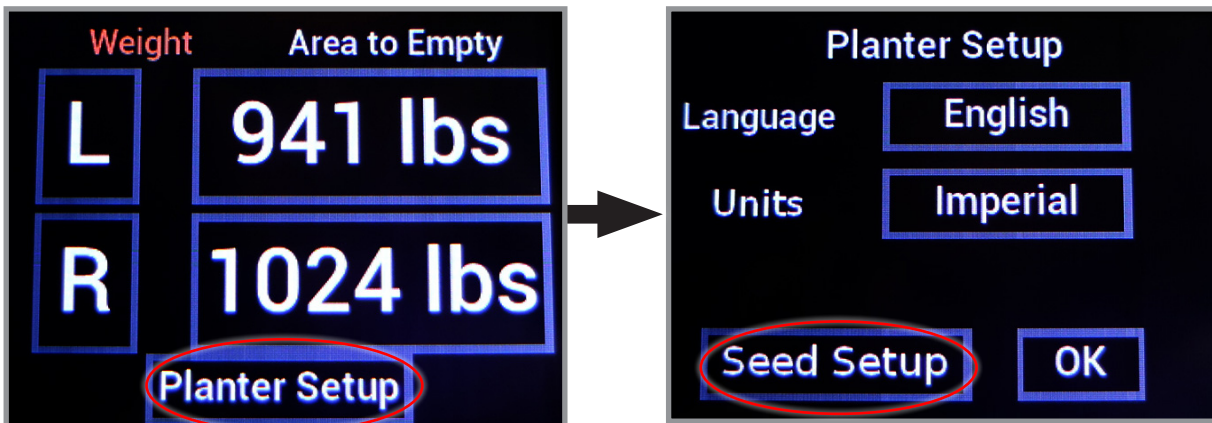 Weight Area to Empty
L 941 lbs
R 1024 lbs
Planter Setup
Planter Setup
Language English
Units Imperial
Seed Setup OK